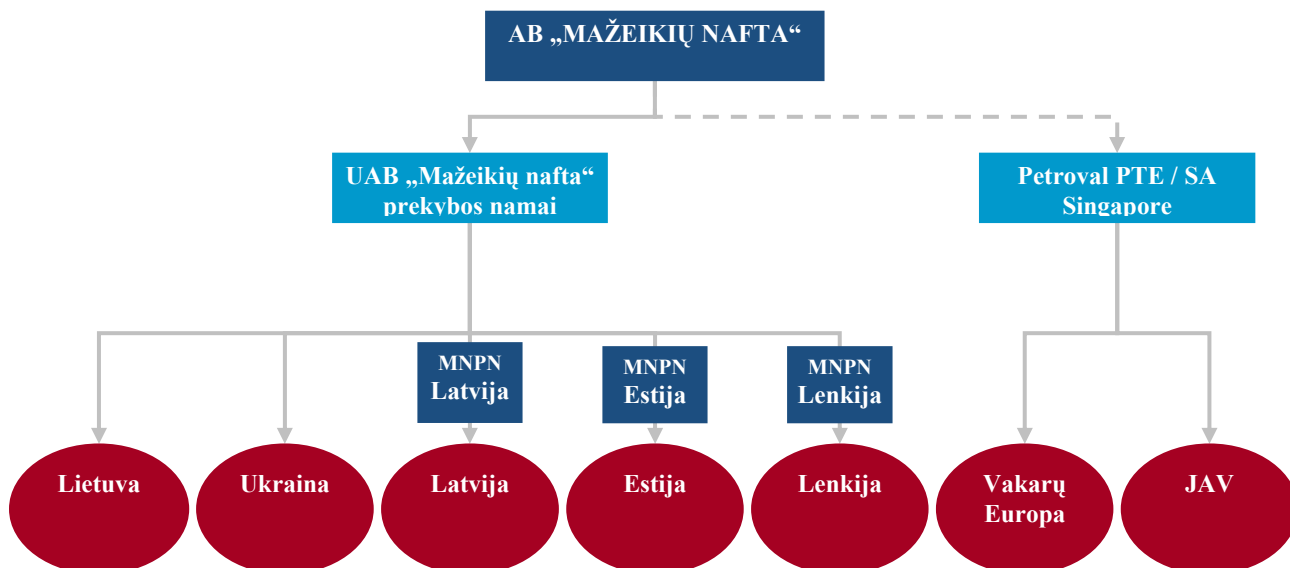 AB „MAŽEIKIŲ NAFTA“
UAB „Mažeikių nafta“
prekybos namai
Petroval PTE / SA
Singapore
MNPN
Latvija
MNPN
Estija
MNPN
Lenkija
Lietuva
Ukraina
Latvija
Estija
Lenkija
Vakarų
Europa
JAV